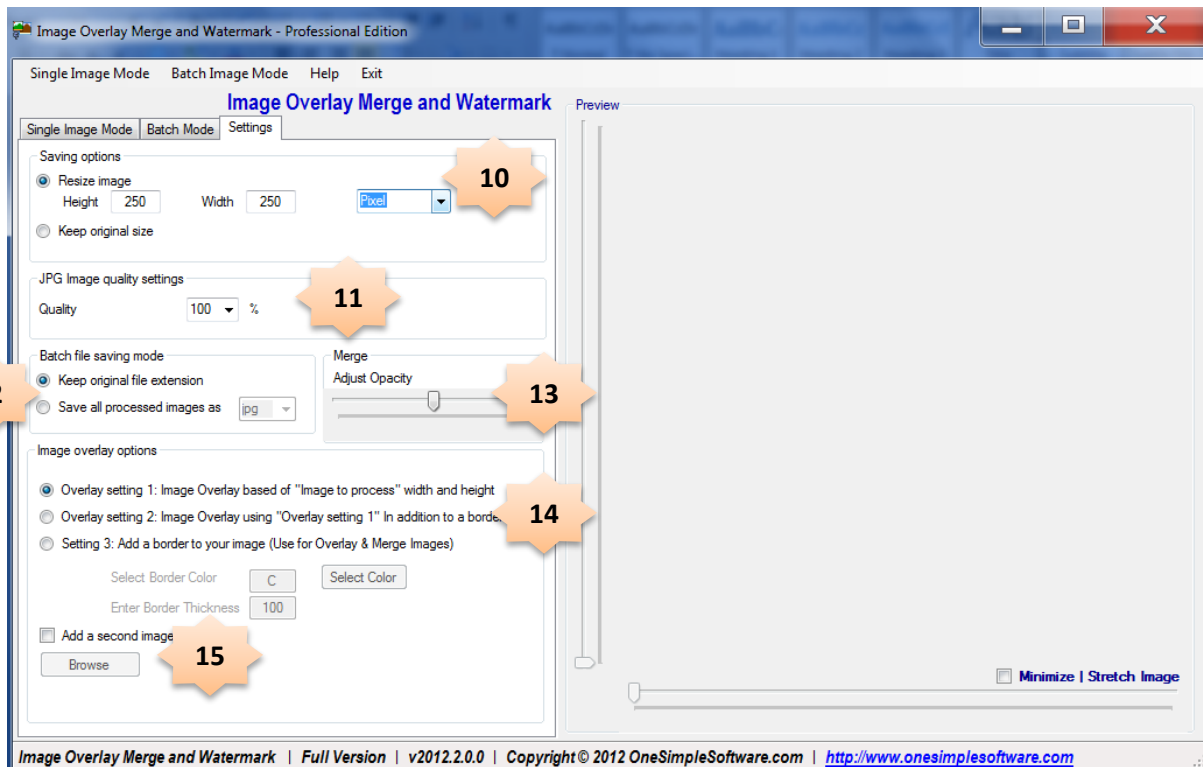 Image Overlay Merge and Watermark - Professional Edition
Single Image Mode Batch Image Mode Help Exit
Image Overlay Merge and Watermark
Preview
Single Image Mode Batch Mode Settings
Saving options
10
Resize image
Height 250 Width 250 Pixel
Keep original size
JPG Image quality settings
11
Quality 100 %
Batch file saving mode
Merge
Keep original file extension
Adjust Opacity
2
13
Save all processed images as jpg
Image overlay options
Overlay setting 1: Image Overlay based of "Image to process" width and height
14
Overlay setting 2: Image Overlay using "Overlay setting 1" In addition to a border
Setting 3: Add a border to your image (Use for Overlay & Merge Images)
Select Border Color C Select Color
Enter Border Thickness 100
Add a second image
15
Browse
Minimize | Stretch Image
Image Overlay Merge and Watermark | Full Version | v2012.2.0.0 | Copyright © 2012 OneSimpleSoftware.com | http://www.onesimplesoftware.com